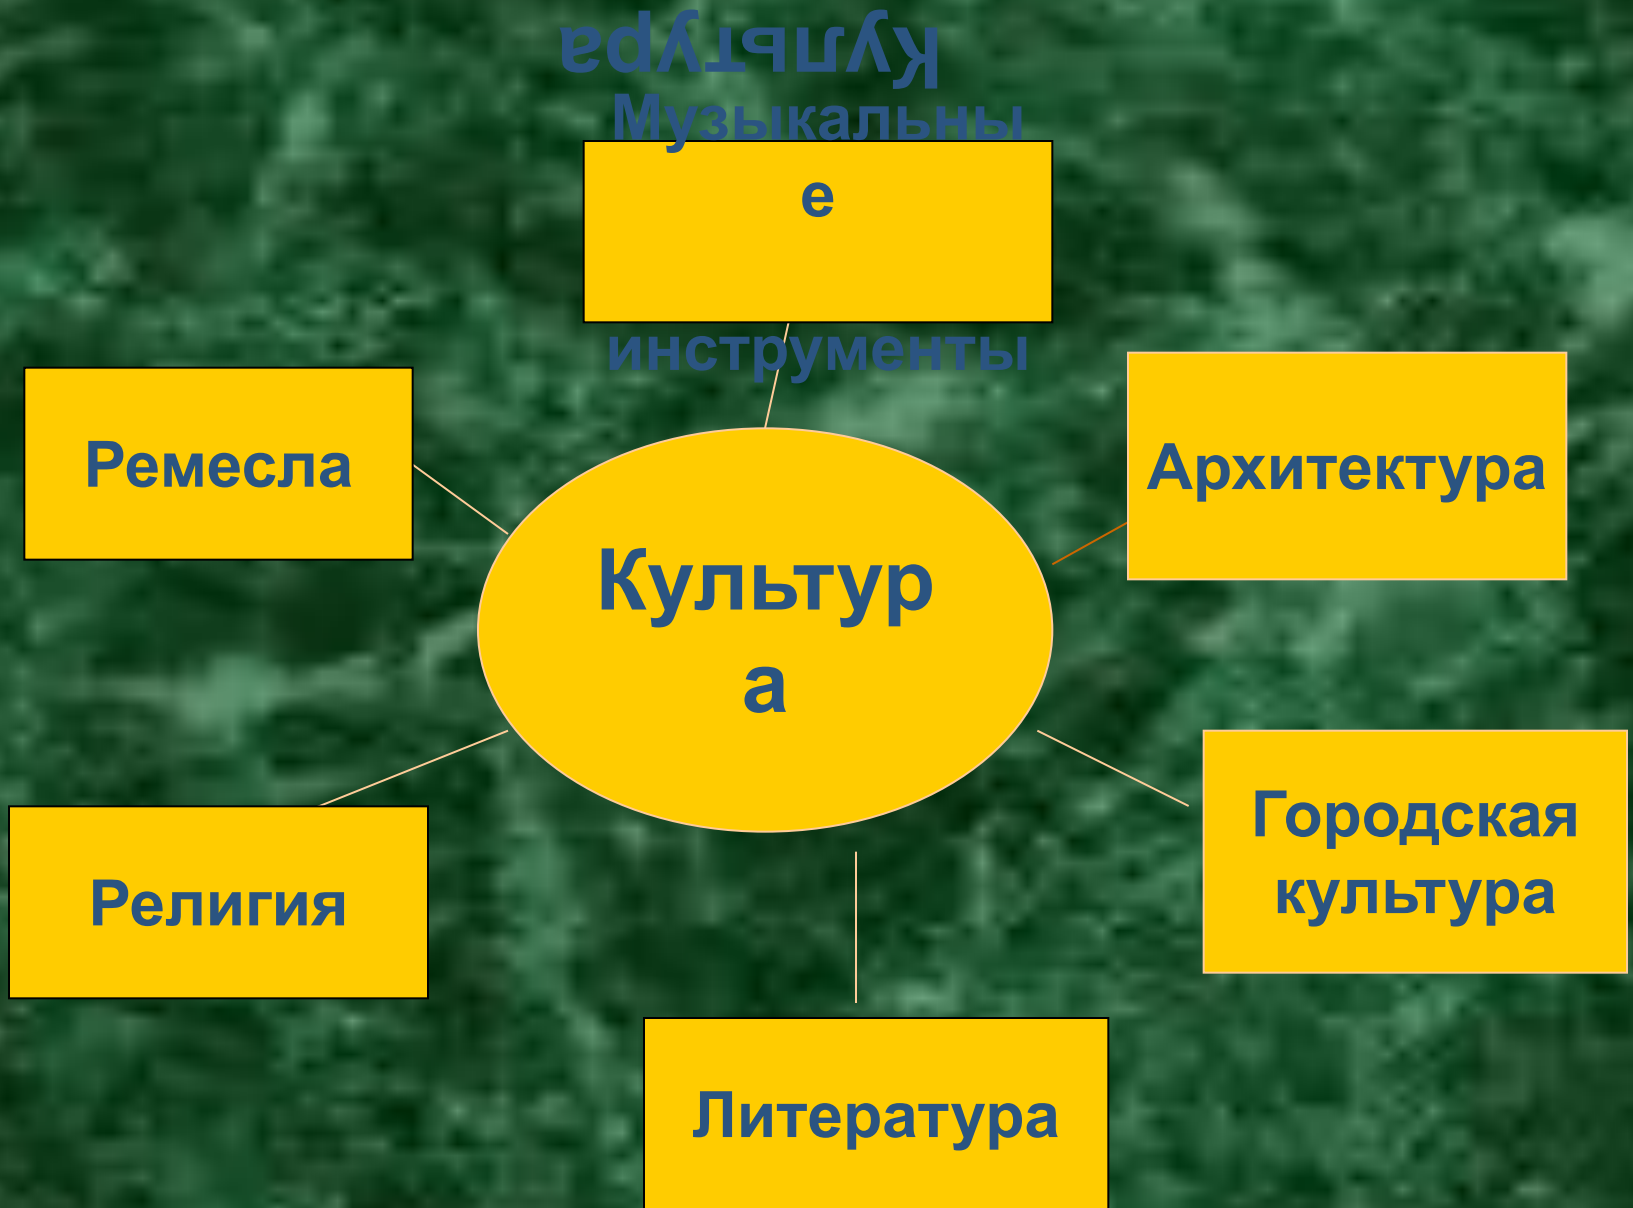 Культура
Музыкальны
е
инструменты
Ремесла
Архитектура
Культур
а
Городская
культура
Религия
Литература